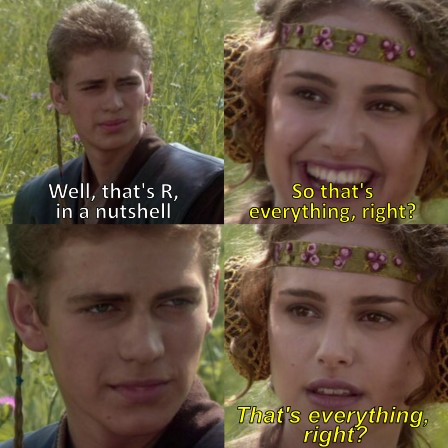 Well, that's R,
in a nutshell
So that's
everything, right?
That's everything,
right?